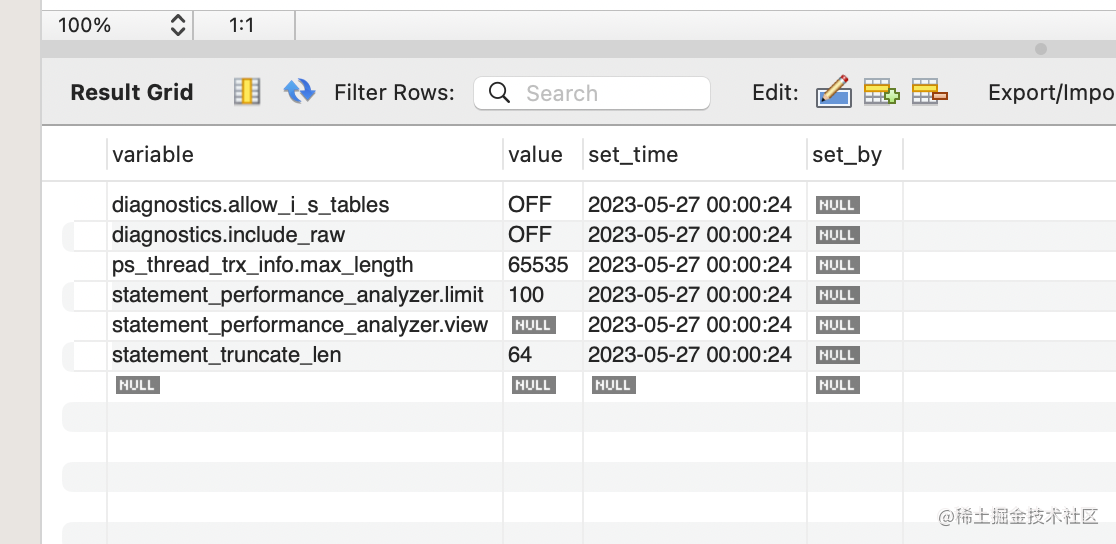 100% 1:1
Result Grid Filter Rows: Search Edit: Export/Impo
variable value set_time set_by
diagnostics.allow_i_s_tables OFF 2023-05-27 00:00:24 NULL
diagnostics.include_raw OFF 2023-05-27 00:00:24 NULL
ps_thread_trx_info.max_length 65535 2023-05-27 00:00:24 NULL
statement_performance_analyzer.limit 100 2023-05-27 00:00:24 NULL
statement_performance_analyzer.view NULL 2023-05-27 00:00:24 NULL
statement_truncate_len 64 2023-05-27 00:00:24 NULL
NULL NULL NULL NULL
@稀土掘金技术社区